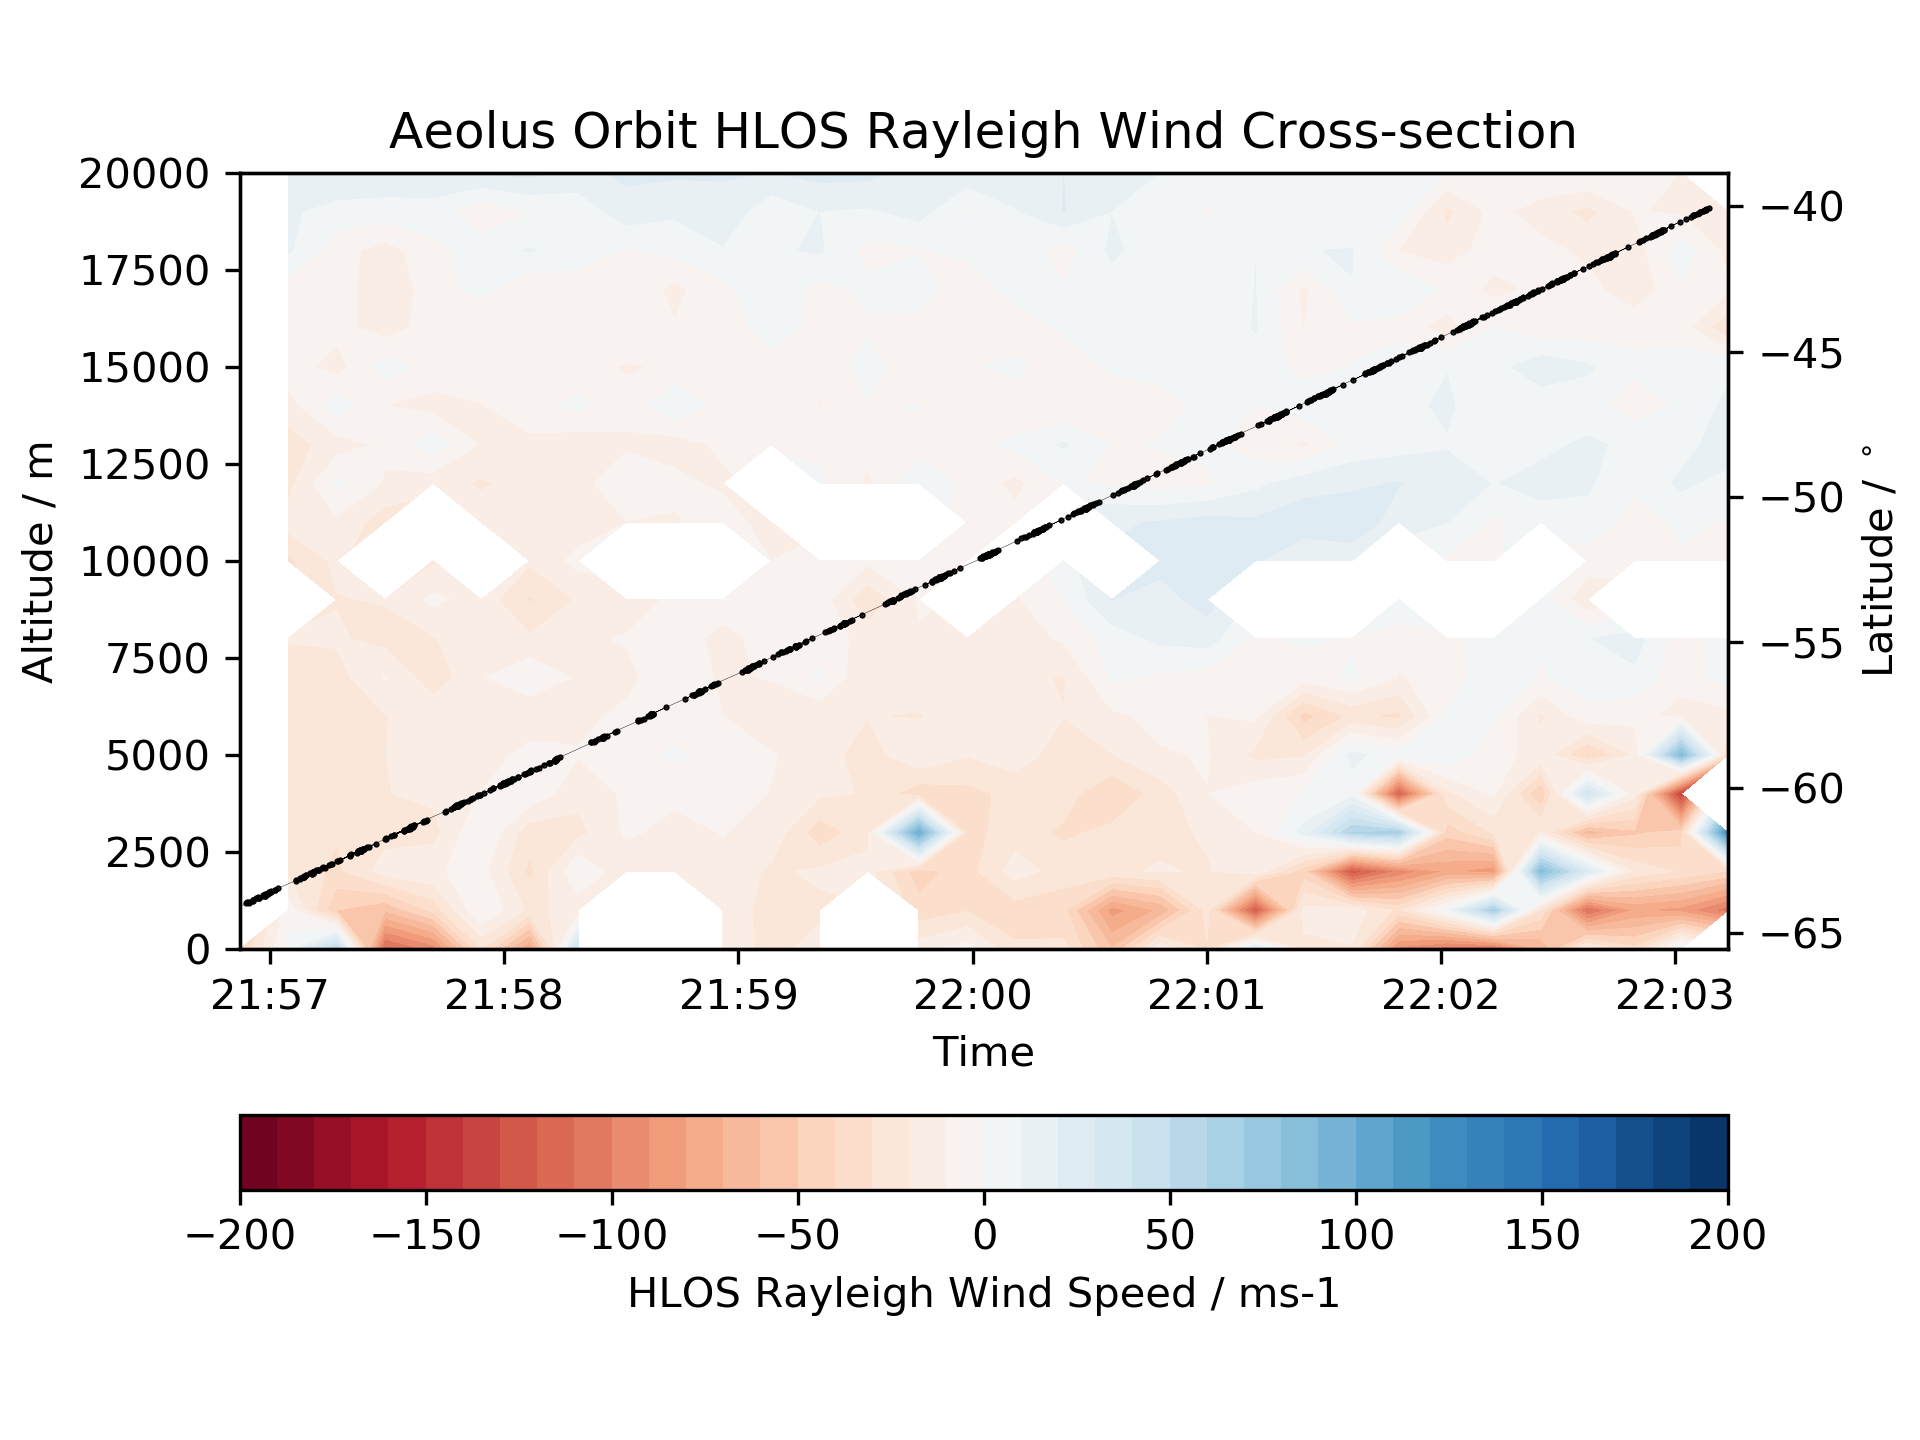 Aeolus Orbit HLOS Rayleigh Wind Cross-section
20000
17500
15000
12500
10000
7500
5000
2500
0
Altitude / m
−40
−45
−50
−55
−60
−65
Latitude / °
21:57 21:58 21:59 22:00 22:01 22:02 22:03
Time
−200 −150 −100 −50 0 50 100 150 200
HLOS Rayleigh Wind Speed / ms-1